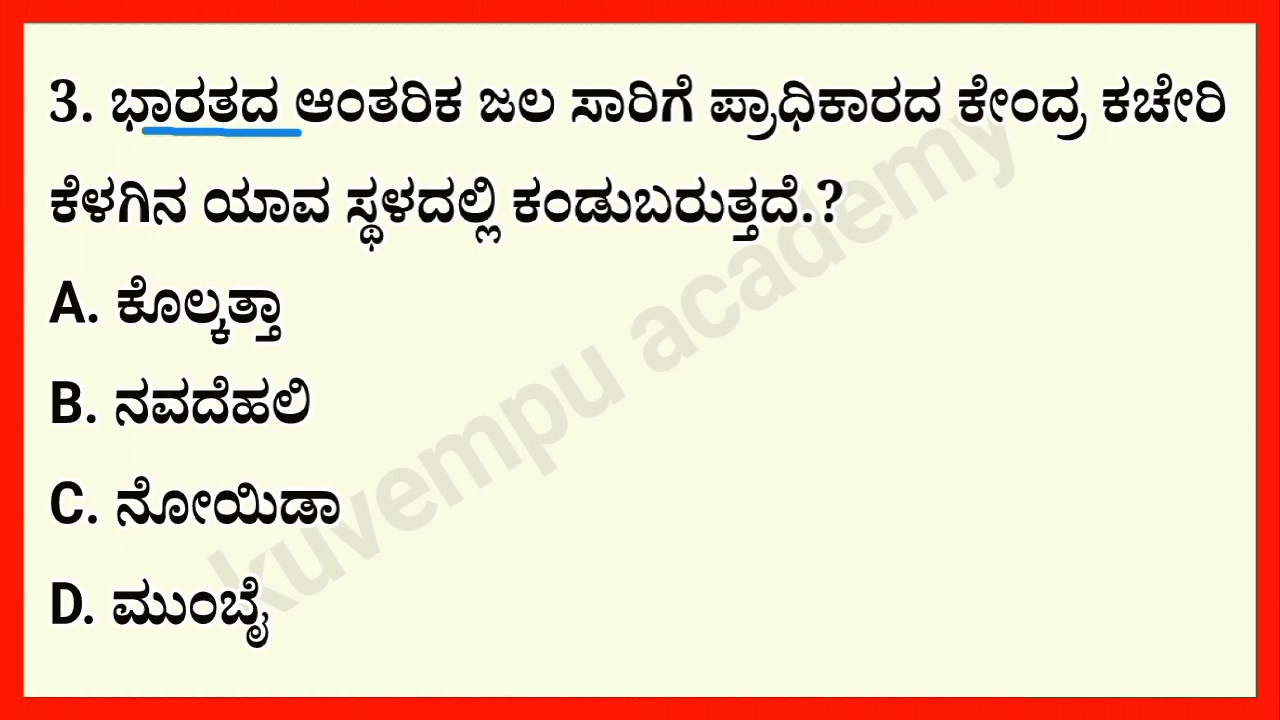 3. ಭಾರತದ ಆಂತರಿಕ ಜಲ ಸಾರಿಗೆ ಪ್ರಾಧಿಕಾರದ ಕೇಂದ್ರ ಕಚೇರಿ
ಕೆಳಗಿನ ಯಾವ ಸ್ಥಳದಲ್ಲಿ ಕಂಡುಬರುತ್ತದೆ.?
A. ಕೊಲ್ಕತ್ತಾ
B. ನವದೆಹಲಿ
C. ನೋಯಿಡಾ
D. ಮುಂಬೈ
kuvempu academy